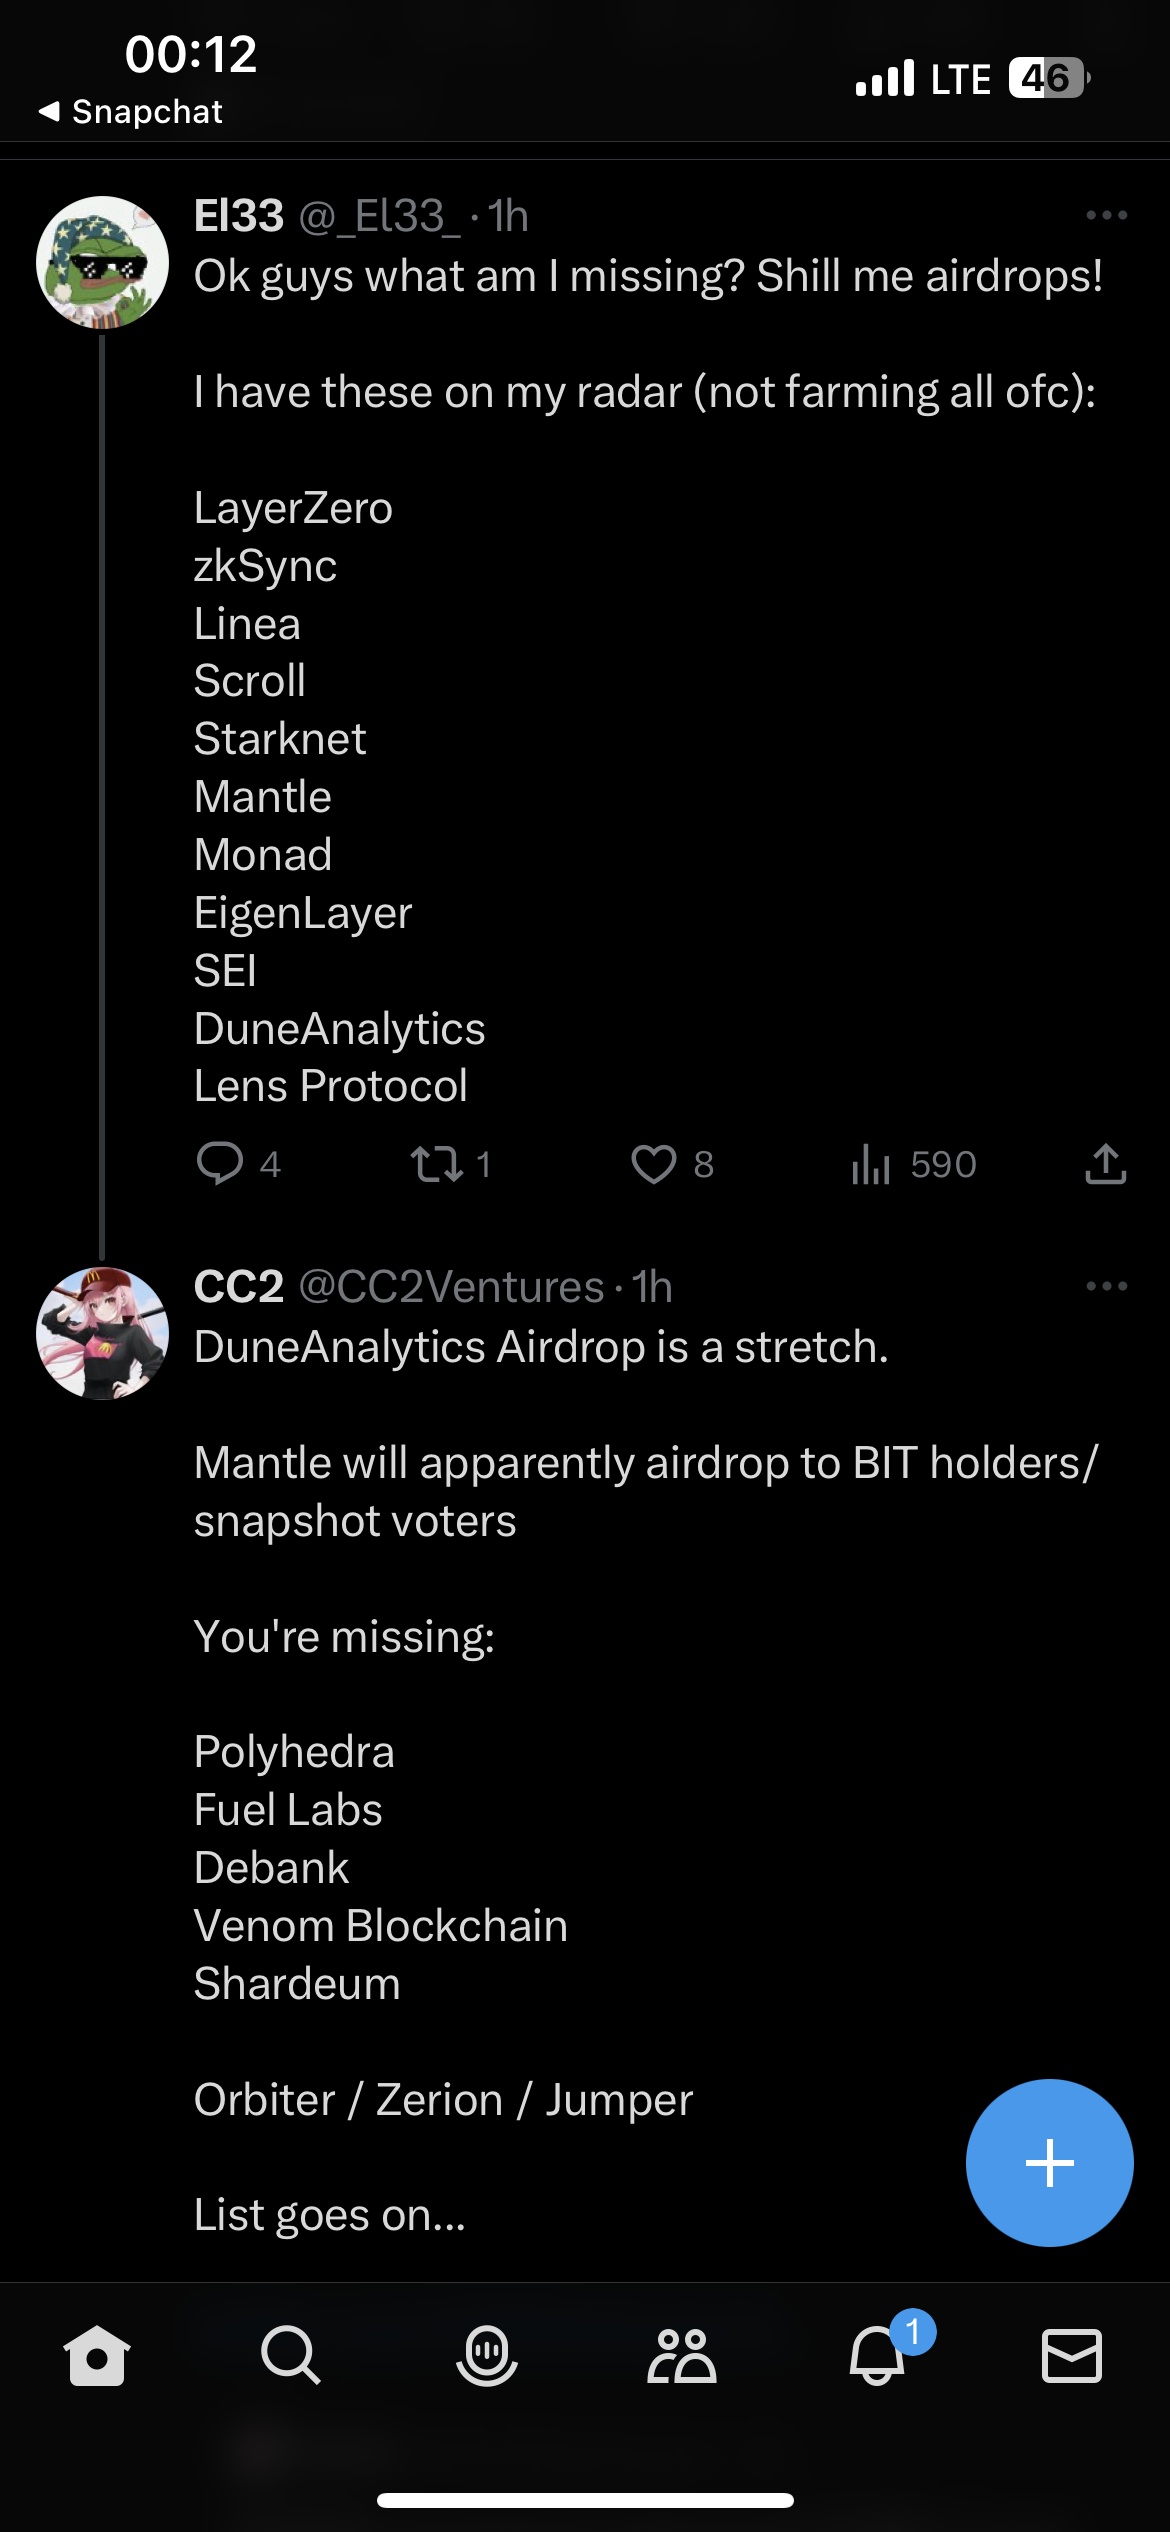 00:12
LTE 46
◀ Snapchat
El33 @_El33_ · 1h
Ok guys what am I missing? Shill me airdrops!
I have these on my radar (not farming all ofc):
LayerZero
zkSync
Linea
Scroll
Starknet
Mantle
Monad
EigenLayer
SEI
DuneAnalytics
Lens Protocol
4 1 8 590
CC2 @CC2Ventures · 1h
DuneAnalytics Airdrop is a stretch.
Mantle will apparently airdrop to BIT holders/
snapshot voters
You're missing:
Polyhedra
Fuel Labs
Debank
Venom Blockchain
Shardeum
Orbiter / Zerion / Jumper
List goes on...
1